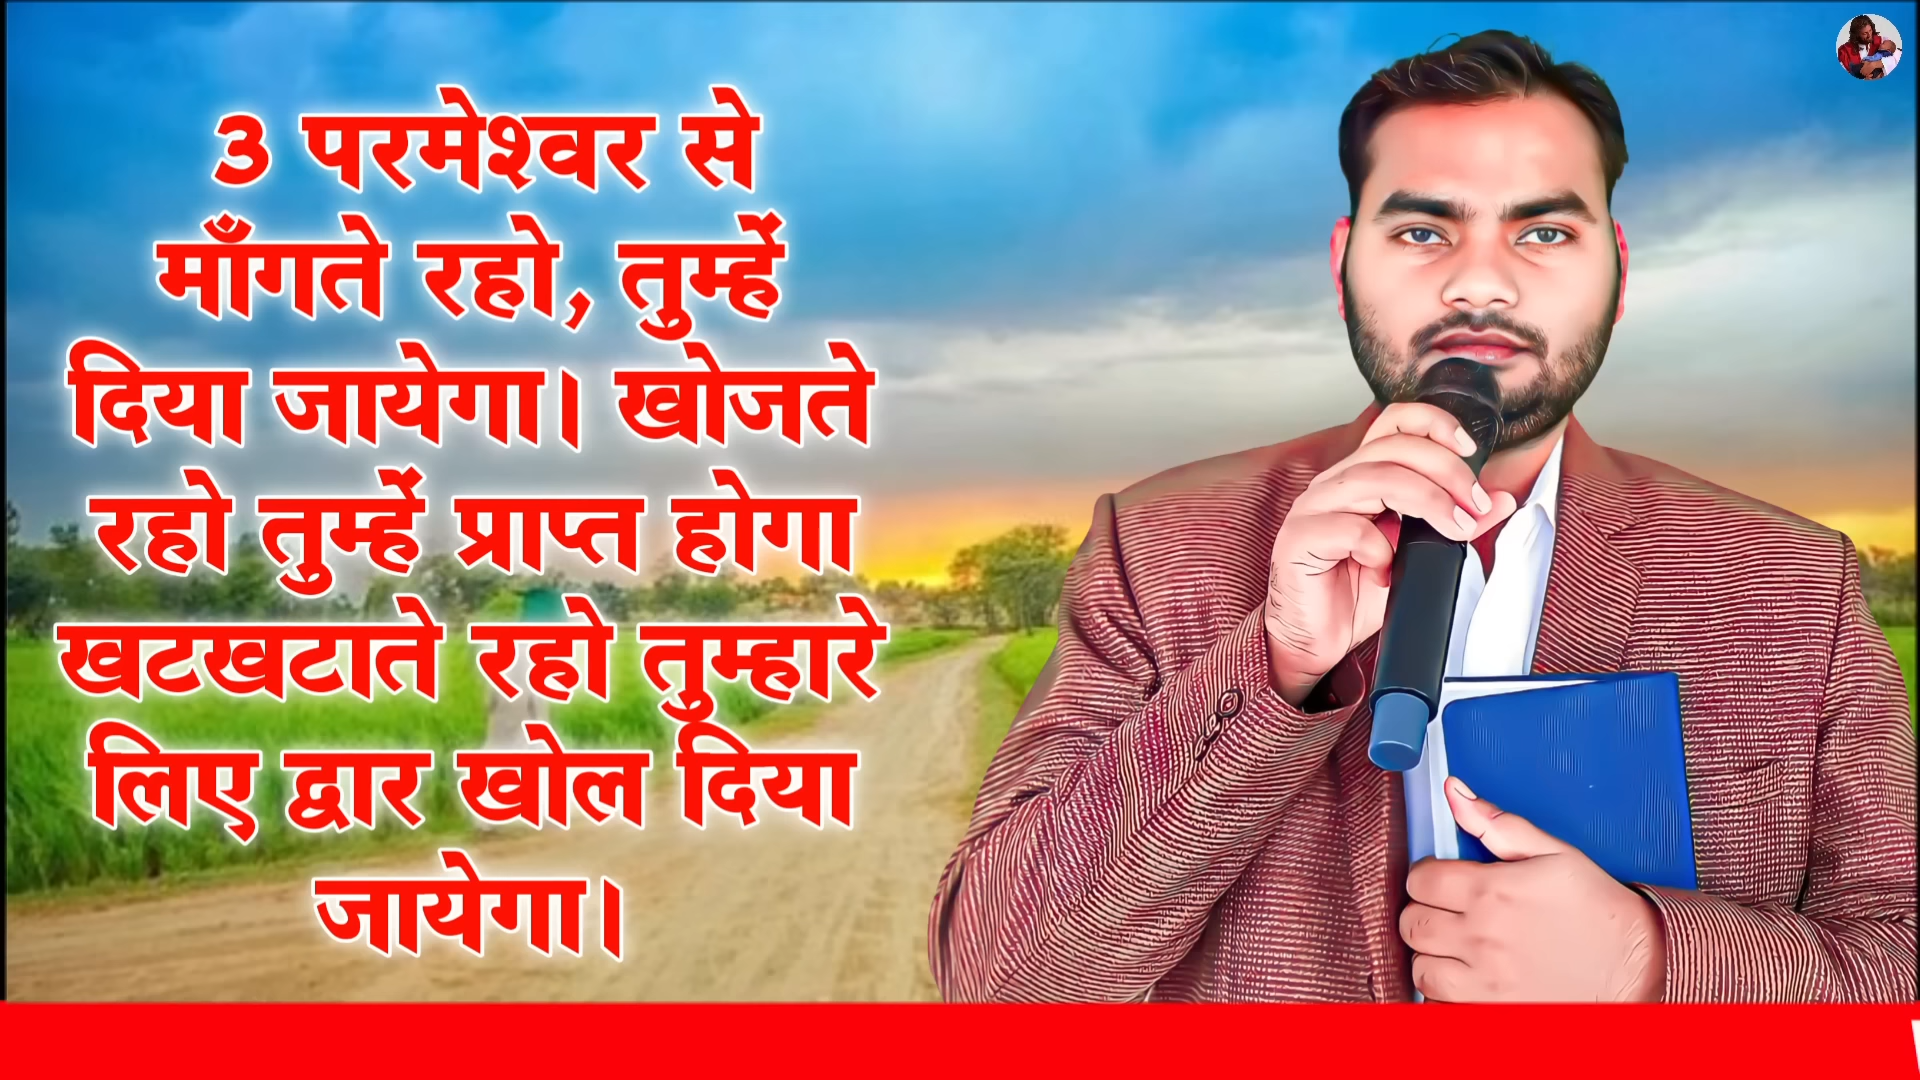 3 परमेश्वर से
माँगते रहो, तुम्हें
दिया जायेगा। खोजते
रहो तुम्हें प्राप्त होगा
खटखटाते रहो तुम्हारे
लिए द्वार खोल दिया
जायेगा।